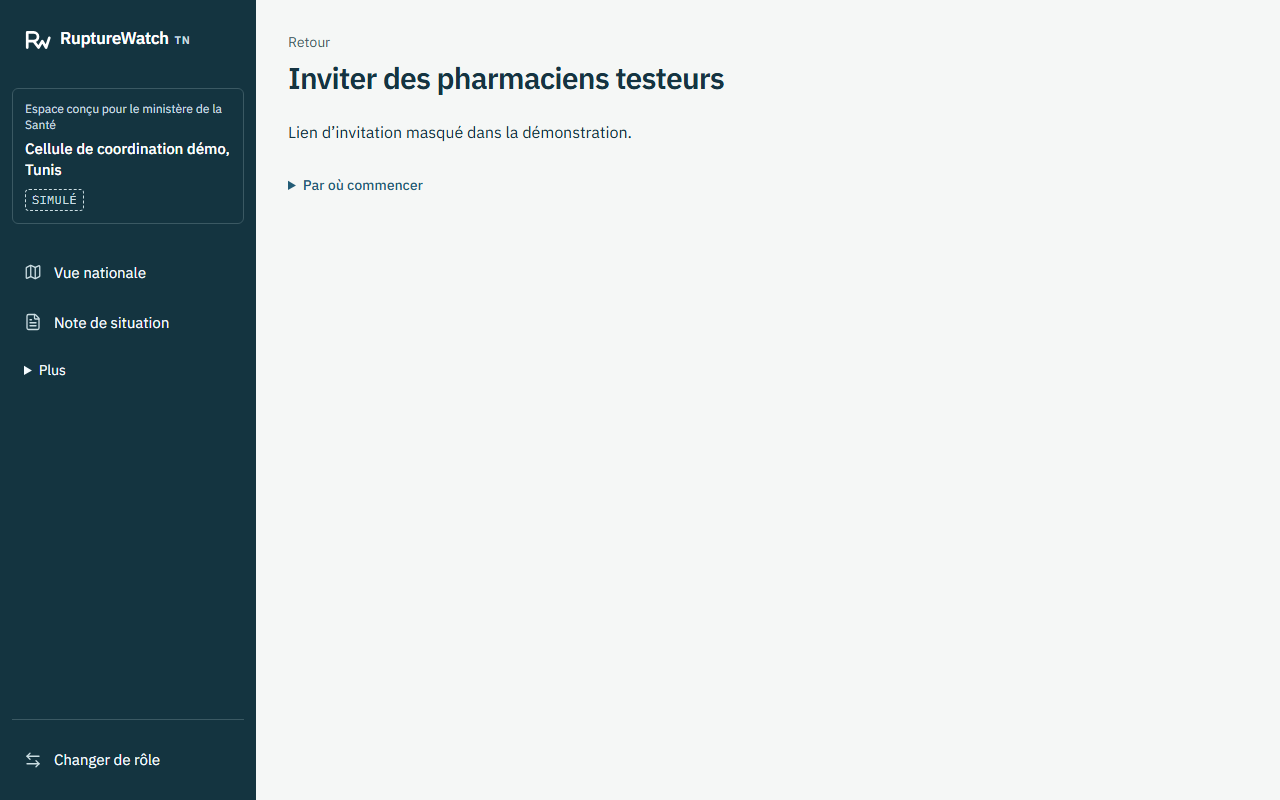 RuptureWatch TN
Espace conçu pour le ministère de la
Santé
Cellule de coordination démo,
Tunis
SIMULÉ
Vue nationale
Note de situation
Plus
Changer de rôle
Retour
Inviter des pharmaciens testeurs
Lien d’invitation masqué dans la démonstration.
Par où commencer